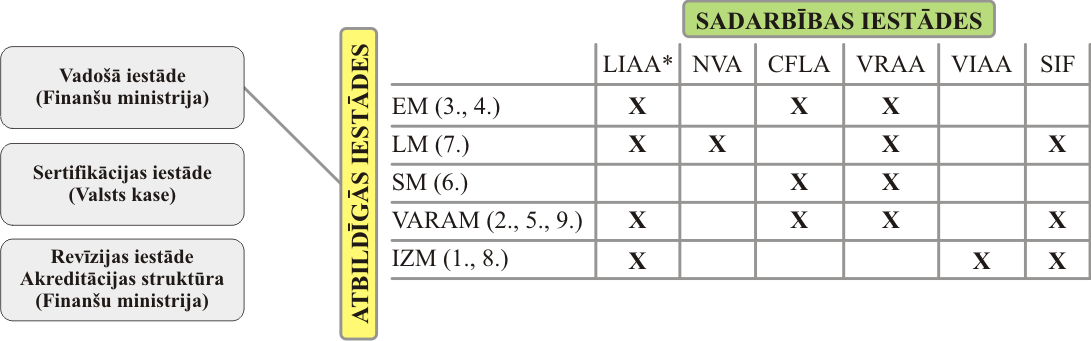 SADARBĪBAS IESTĀDES
Vadošā iestāde
(Finanšu ministrija)
Sertifikācijas iestāde
(Valsts kase)
Revīzijas iestāde
Akreditācijas struktūra
(Finanšu ministrija)
ATBILDĪGĀS IESTĀDES
LIAA* NVA CFLA VRAA VIAA SIF
EM (3., 4.) X X X
LM (7.) X X X X
SM (6.) X X
VARAM (2., 5., 9.) X X X X
IZM (1., 8.) X X X